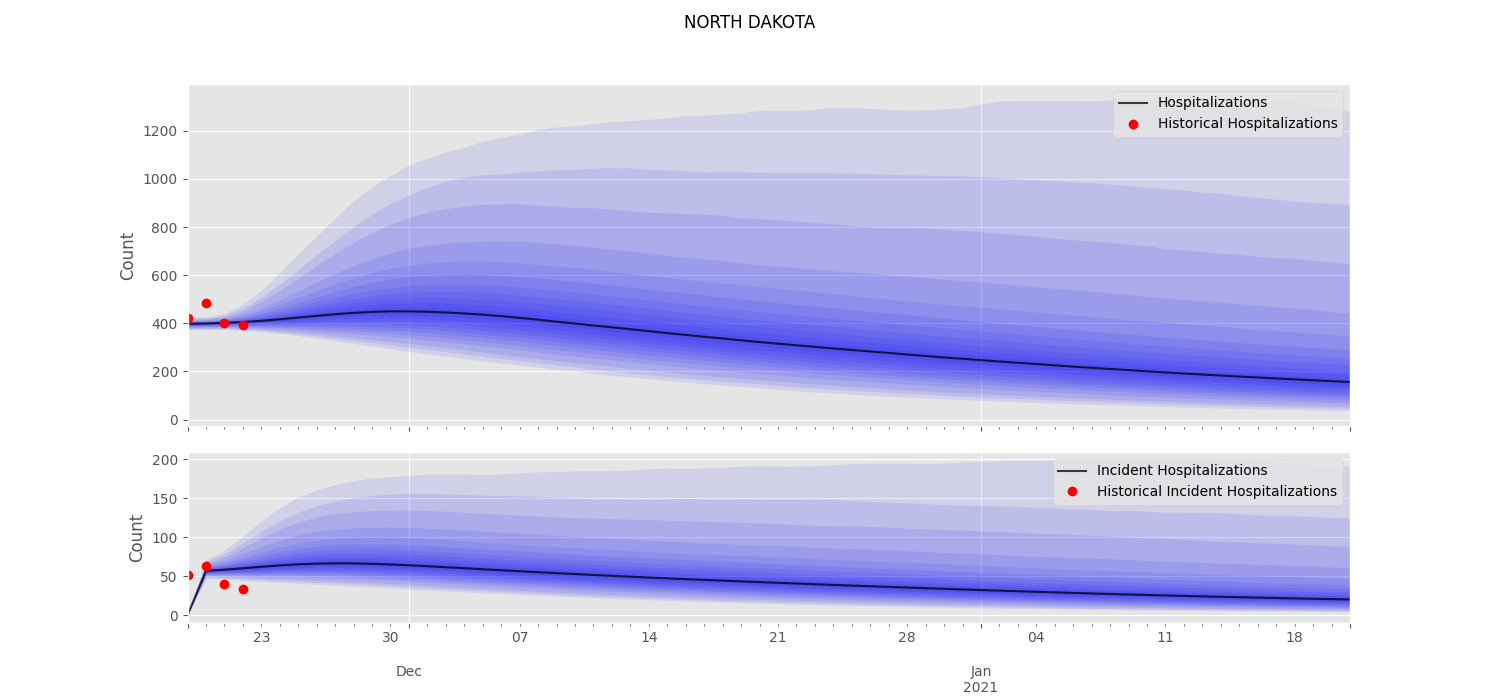 NORTH DAKOTA
Hospitalizations
Historical Hospitalizations
1200
1000
800
600
400
200
0
Count
Incident Hospitalizations
Historical Incident Hospitalizations
200
150
100
50
0
Count
23 30 07 14 21 28 04 11 18
Dec Jan
2021